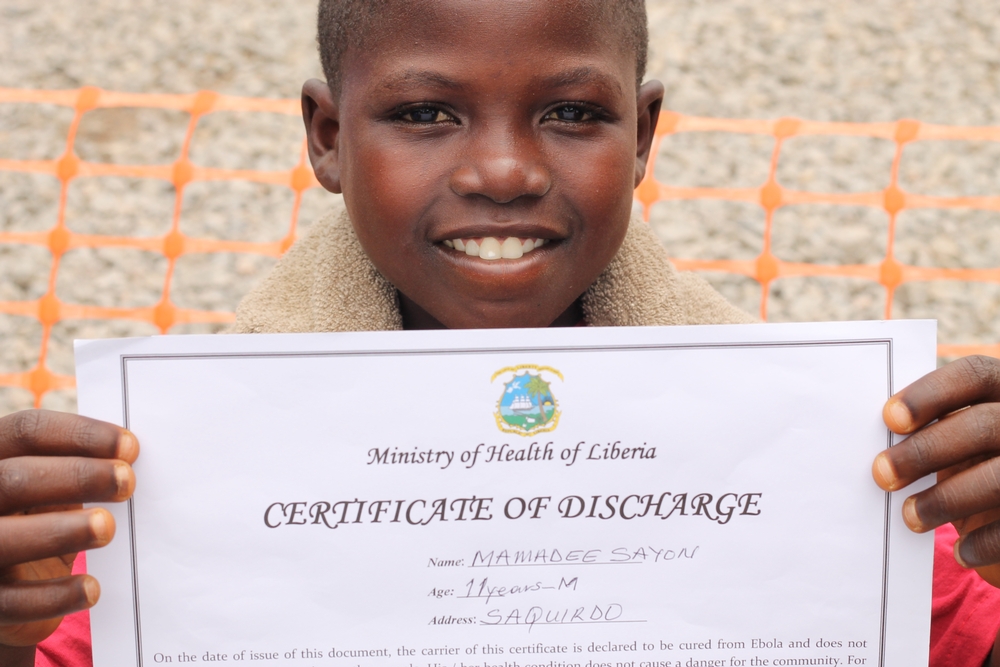 Ministry of Health of Liberia
CERTIFICATE OF DISCHARGE
Name: MAMADEE SAYON
Age: 11years-M
Address: SAQUIRDO
On the date of issue of this document, the carrier of this certificate is declared to be cured from Ebola and does not
His / her health condition does not cause a danger for the community. For